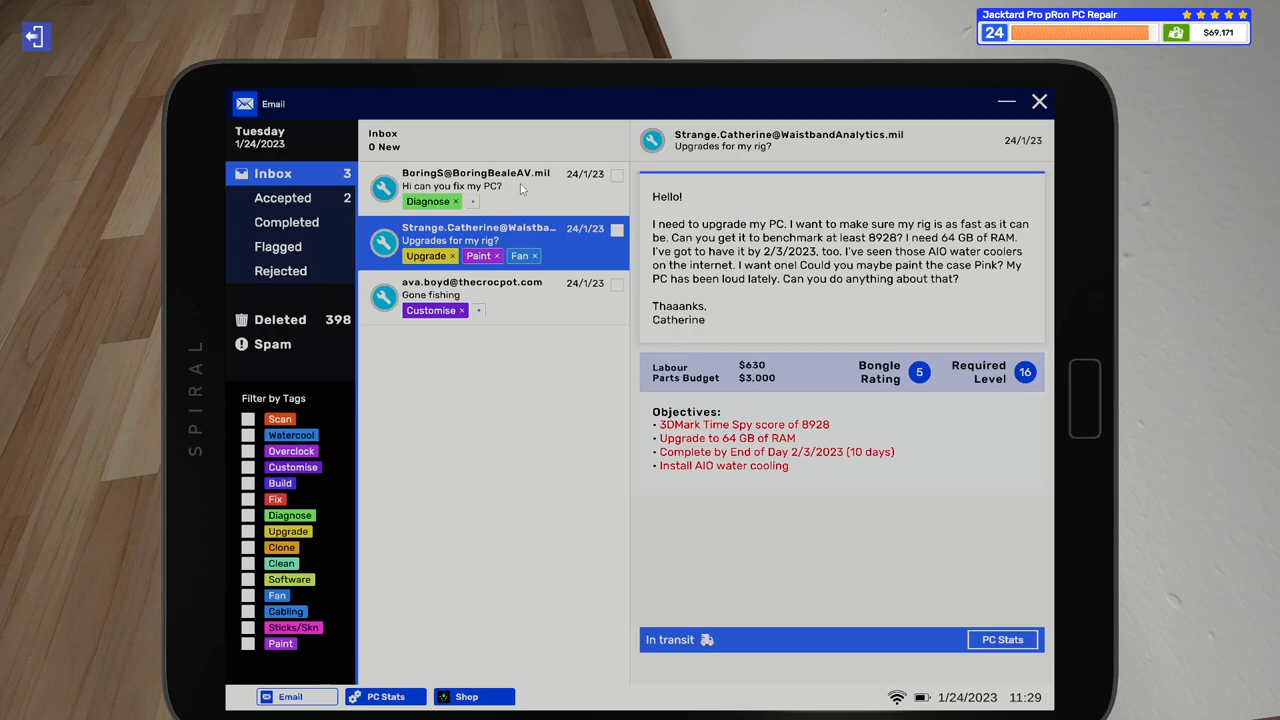 Jacktard Pro pRon PC Repair
24
$69,171
Email
Tuesday
1/24/2023
Inbox 3
Accepted 2
Completed
Flagged
Rejected
Deleted 398
Spam
Filter by Tags
Scan
Watercool
Overclock
Customise
Build
Fix
Diagnose
Upgrade
Clone
Clean
Software
Fan
Cabling
Sticks/Skn
Paint
Inbox
0 New
BoringS@BoringBealeAV.mil 24/1/23
Hi can you fix my PC?
Diagnose × +
Strange.Catherine@Waistba... 24/1/23
Upgrades for my rig?
Upgrade × Paint × Fan ×
ava.boyd@thecrocpot.com 24/1/23
Gone fishing
Customise × +
Strange.Catherine@WaistbandAnalytics.mil 24/1/23
Upgrades for my rig?
Hello!
I need to upgrade my PC. I want to make sure my rig is as fast as it can
be. Can you get it to benchmark at least 8928? I need 64 GB of RAM.
I've got to have it by 2/3/2023, too. I've seen those AIO water coolers
on the internet. I want one! Could you maybe paint the case Pink? My
PC has been loud lately. Can you do anything about that?
Thaaanks,
Catherine
Labour $630
Parts Budget $3,000
Bongle Rating 5
Required Level 16
Objectives:
• 3DMark Time Spy score of 8928
• Upgrade to 64 GB of RAM
• Complete by End of Day 2/3/2023 (10 days)
• Install AIO water cooling
In transit PC Stats
SPIRAL
Email PC Stats Shop 1/24/2023 11:29